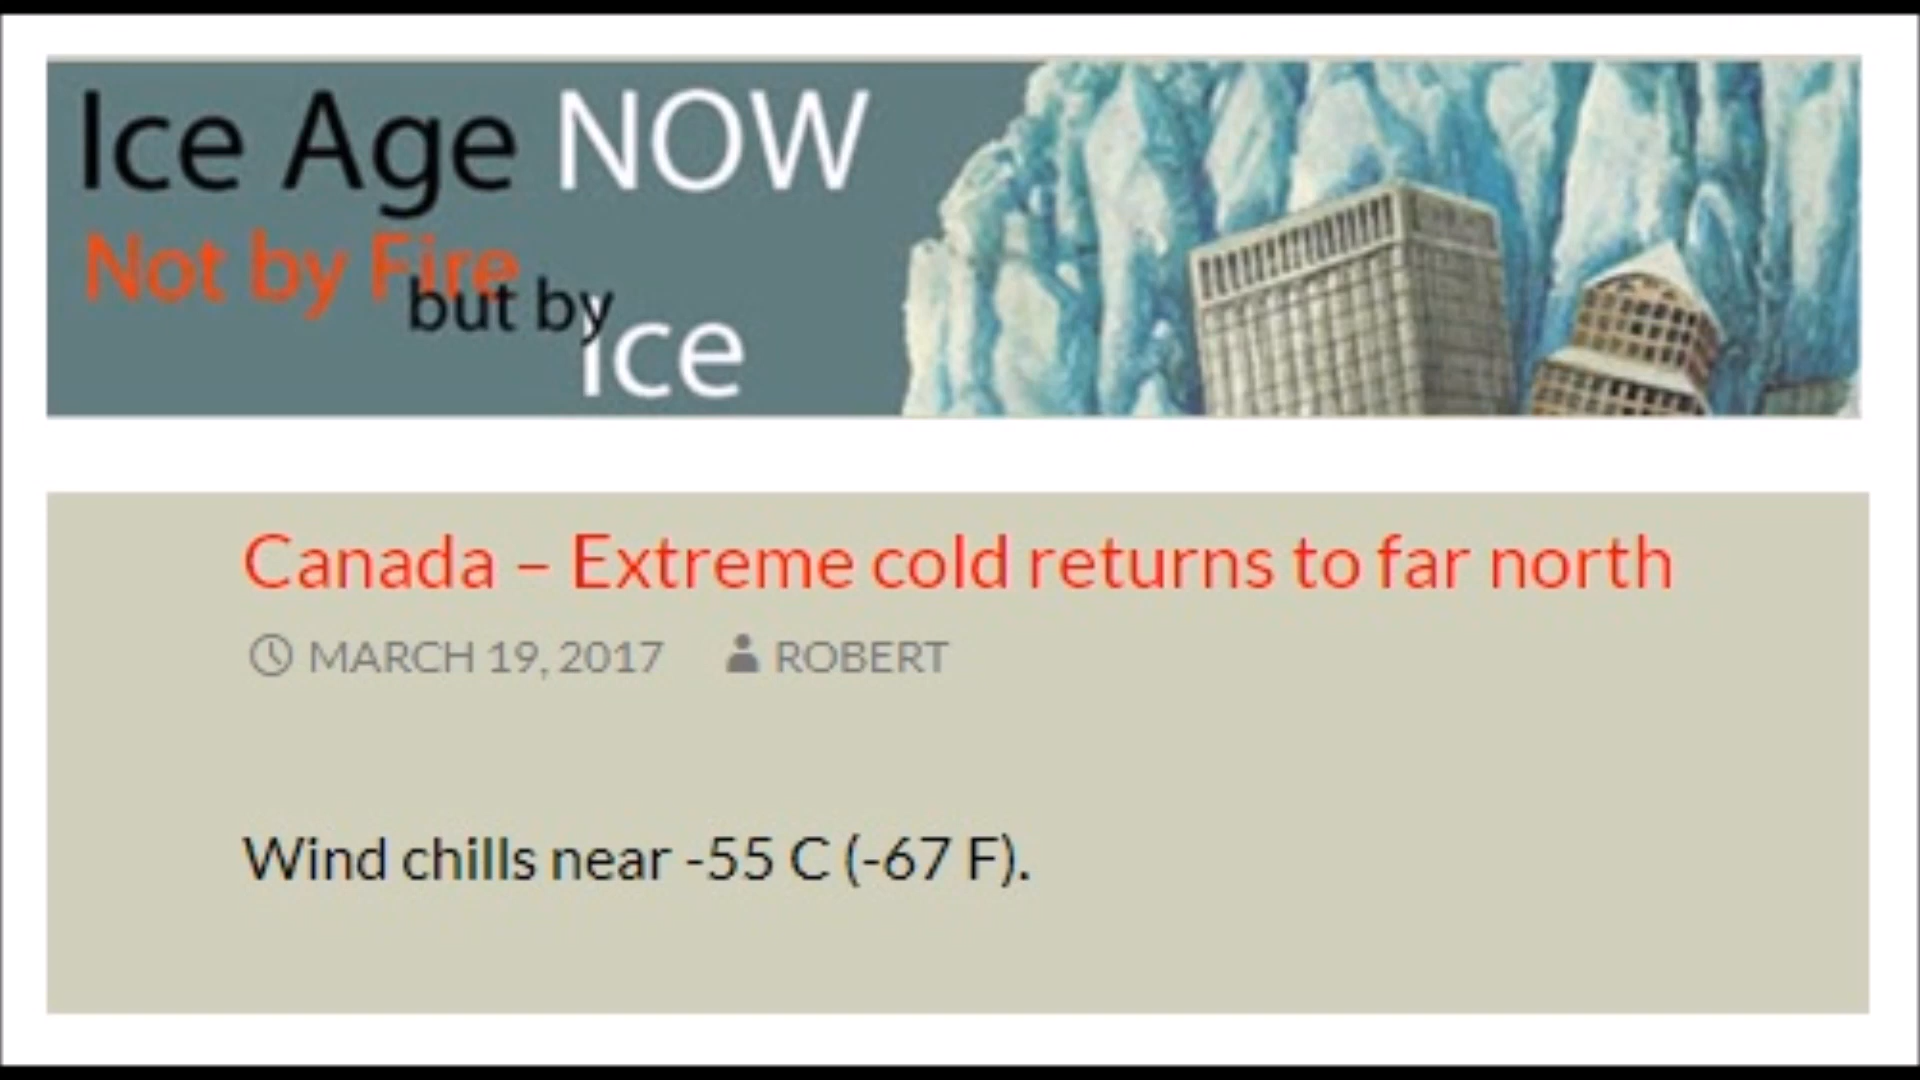 Ice Age NOW
Not by Fire
but by
Ice
Canada – Extreme cold returns to far north
MARCH 19, 2017 ROBERT
Wind chills near -55 C (-67 F).